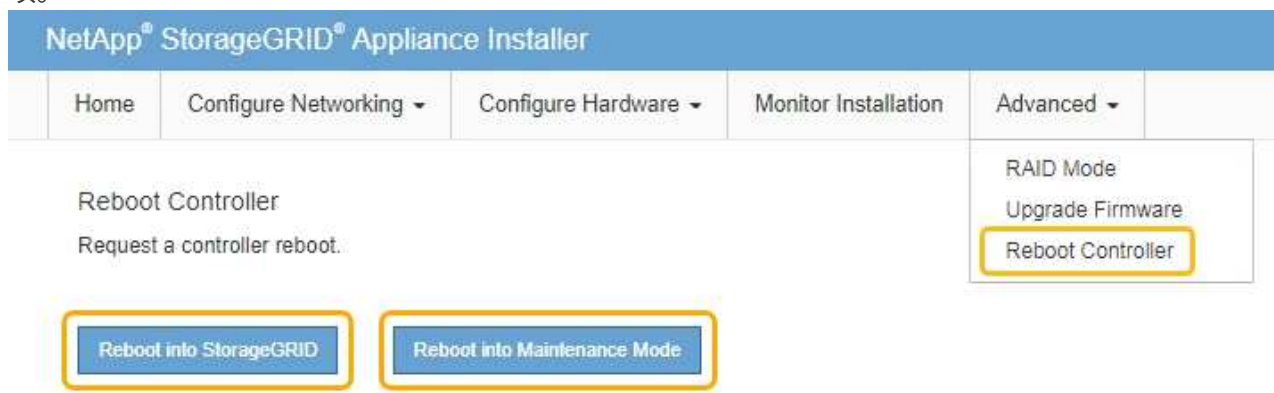 NetApp® StorageGRID® Appliance Installer
Home Configure Networking Configure Hardware Monitor Installation Advanced
RAID Mode
Upgrade Firmware
Reboot Controller
Reboot Controller
Request a controller reboot.
Reboot into StorageGRID Reboot into Maintenance Mode